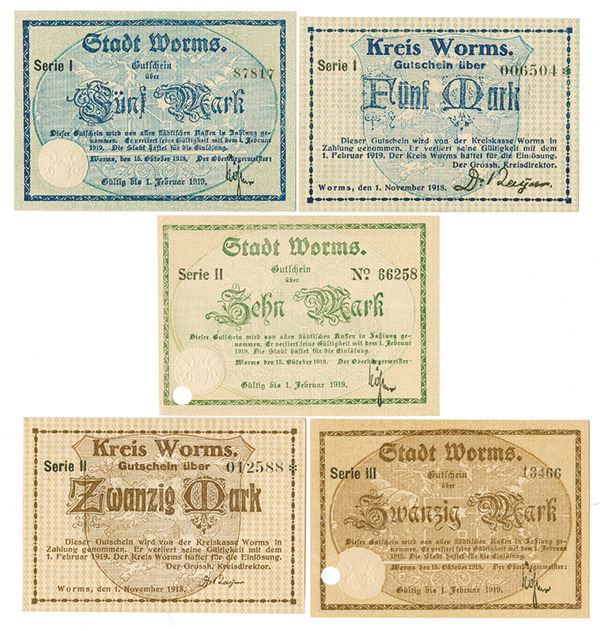 Stadt Worms.
Serie I
Gutschein
über
87817
Fünf Mark
Dieser Gutschein wird von allen städtischen Kassen in Zahlung ge-
nommen. Er verliert seine Gültigkeit mit dem 1. Februar
1919. Die Stadt haftet für die Einlösung.
Worms, den 15. Oktober 1918. Der Oberbürgermeister:
Gültig bis 1. Februar 1919.
Kreis Worms.
Serie I
Gutschein über
006504 *
Fünf Mark
Dieser Gutschein wird von der Kreiskasse Worms in
Zahlung genommen. Er verliert seine Gültigkeit mit dem
1. Februar 1919. Der Kreis Worms haftet für die Einlösung.
Der Grossh. Kreisdirektor.
Worms, den 1. November 1918.
Stadt Worms.
Serie II
Gutschein
über
No 66258
Zehn Mark
Dieser Gutschein wird von allen städtischen Kassen in Zahlung ge-
nommen. Er verliert seine Gültigkeit mit dem 1. Februar
1919. Die Stadt haftet für die Einlösung.
Worms den 15. Oktober 1918. Der Oberbürgermeister:
Gültig bis 1. Februar 1919.
Kreis Worms.
Serie II
Gutschein über
012588 *
Zwanzig Mark
Dieser Gutschein wird von der Kreiskasse Worms in
Zahlung genommen. Er verliert seine Gültigkeit mit dem
1. Februar 1919. Der Kreis Worms haftet für die Einlösung.
Der Grossh. Kreisdirektor.
Worms, den 1. November 1918.
Stadt Worms.
Serie III
Gutschein
über
13466
Zwanzig Mark
Dieser Gutschein wird von allen städtischen Kassen in Zahlung ge-
nommen. Er verliert seine Gültigkeit mit dem 1. Februar
1919. Die Stadt haftet für die Einlösung.
Worms den 15. Oktober 1918. Der Oberbürgermeister:
Gültig bis 1. Februar 1919.